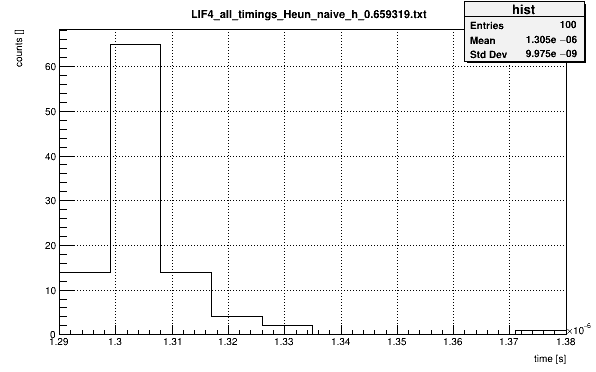 LIF4_all_timings_Heun_naive_h_0.659319.txt
hist
Entries 100
Mean 1.305e −06
Std Dev 9.975e −09
counts []
60
50
40
30
20
10
0
1.29 1.3 1.31 1.32 1.33 1.34 1.35 1.36 1.37 1.38
×10⁻⁶
time [s]